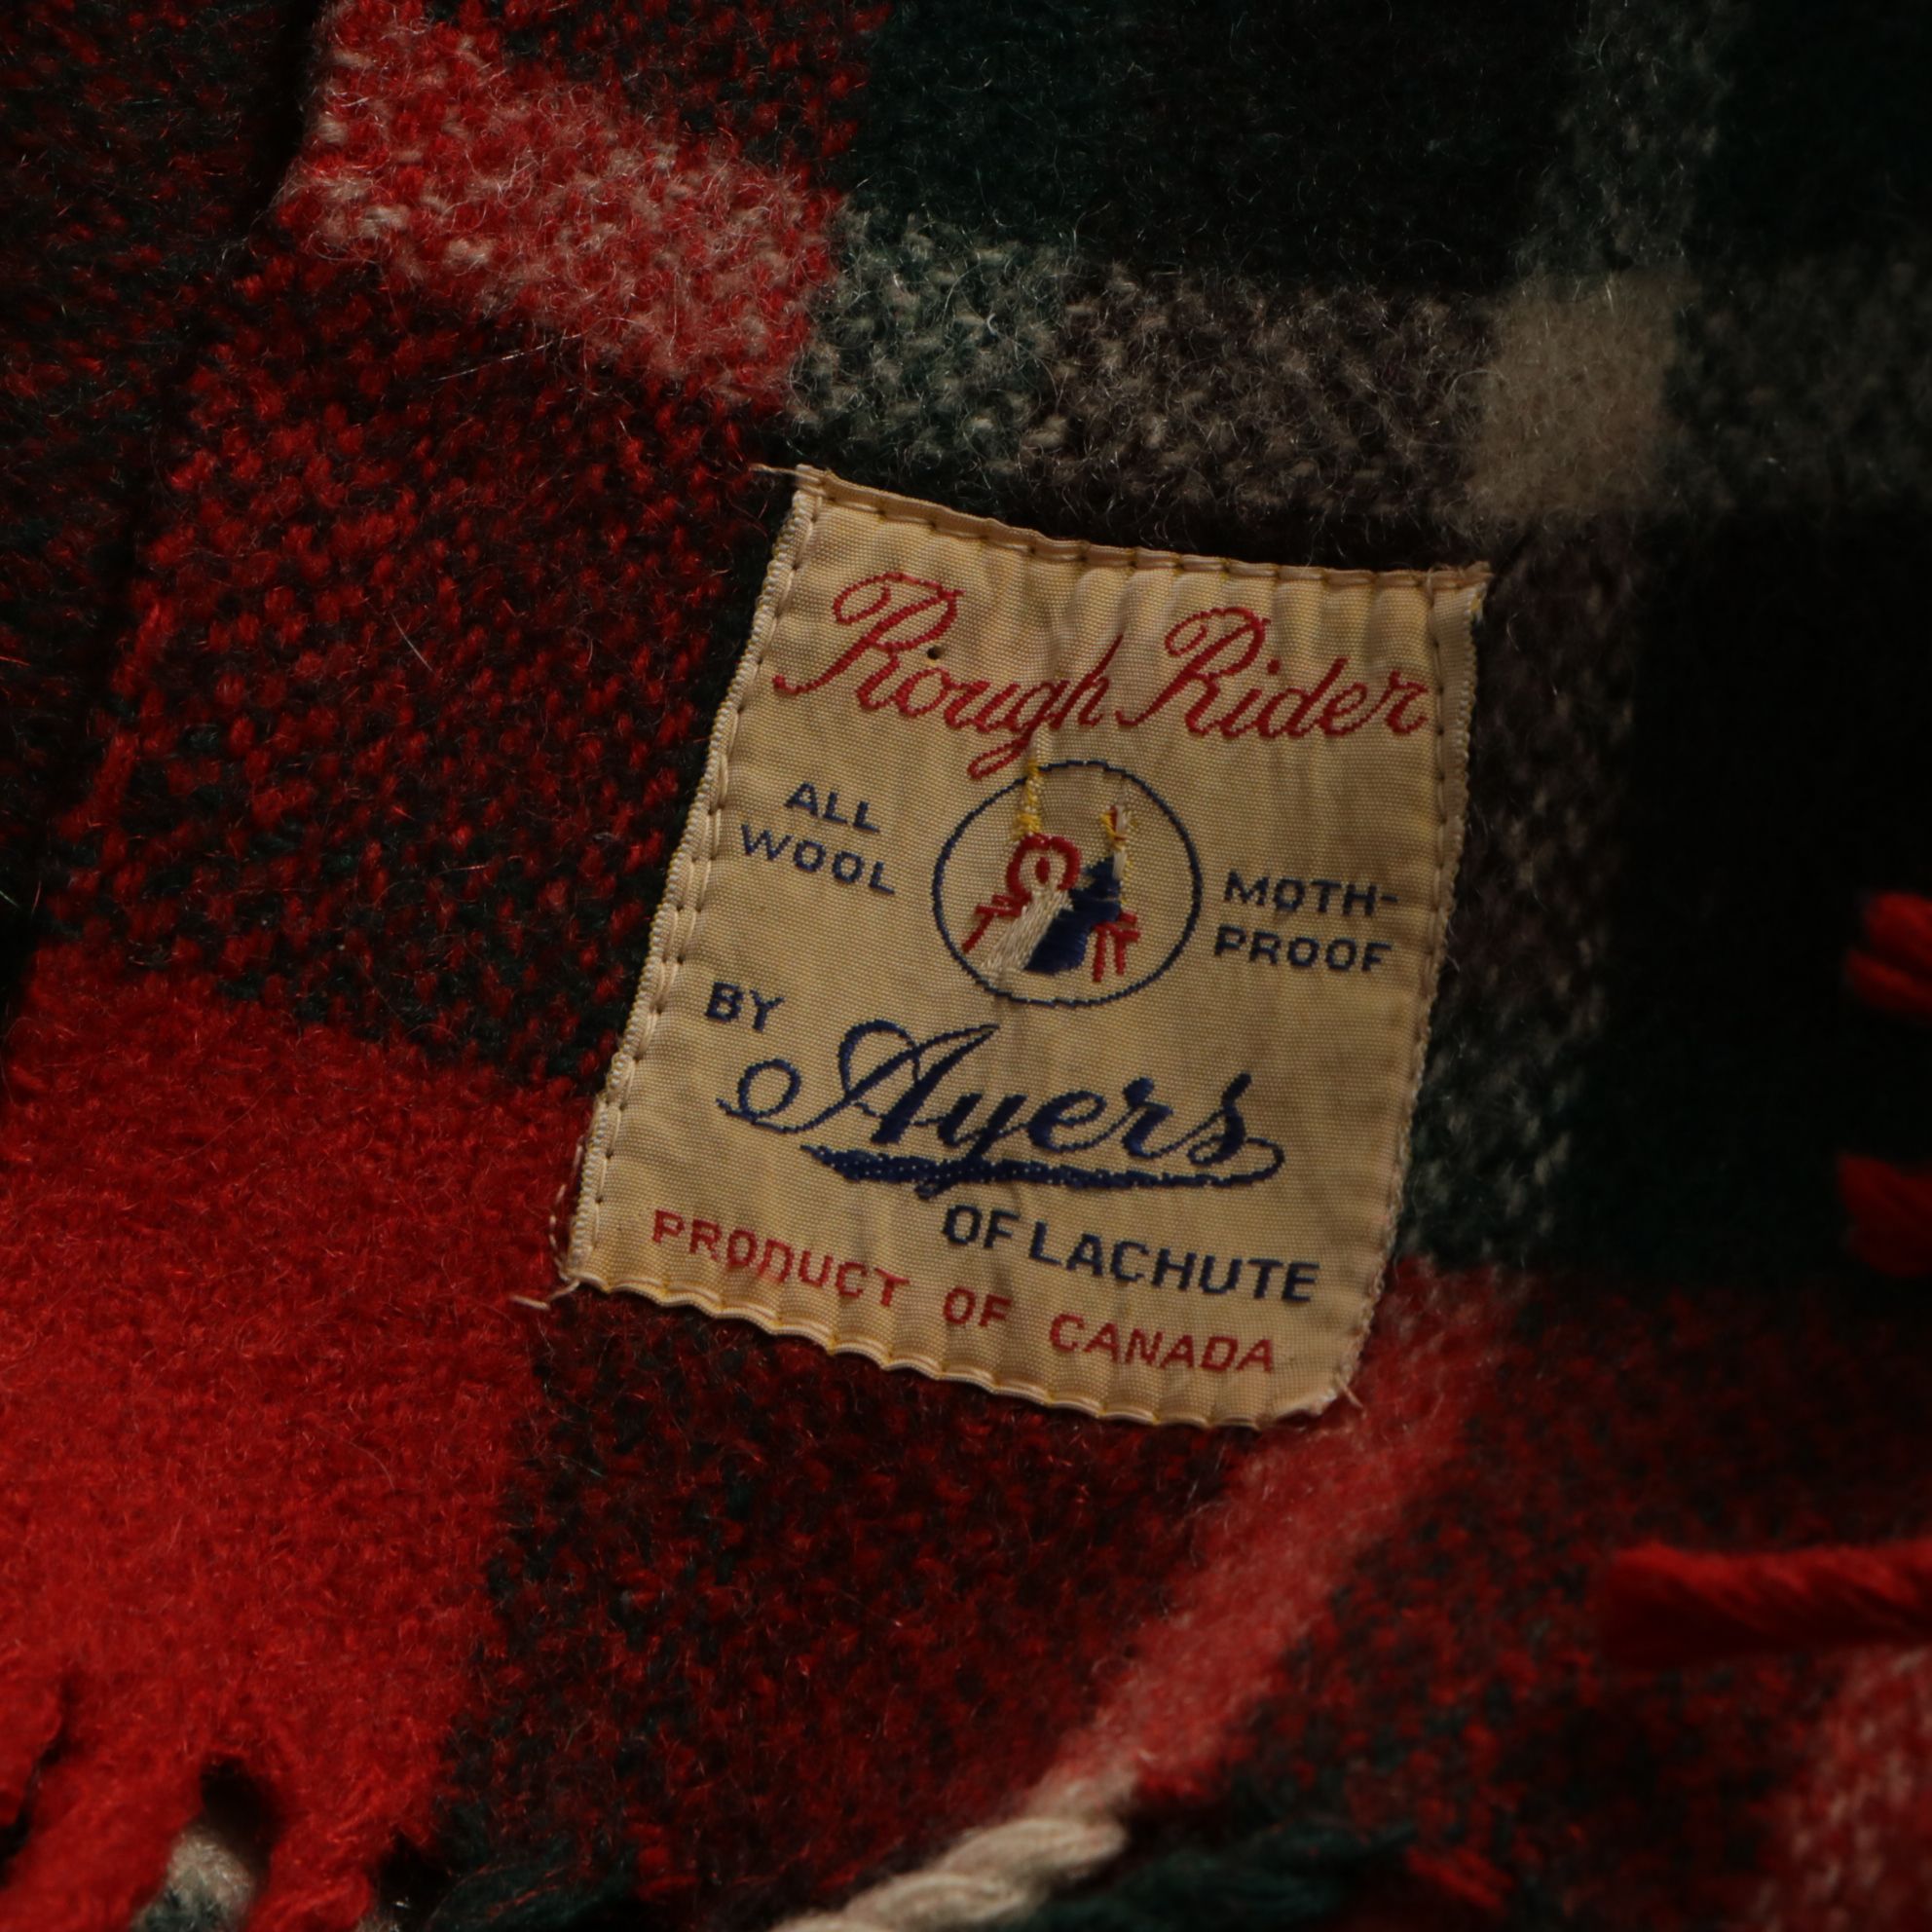 Rough Rider
ALL
WOOL
MOTH-
PROOF
BY
Ayers
OF LACHUTE
PRODUCT OF CANADA